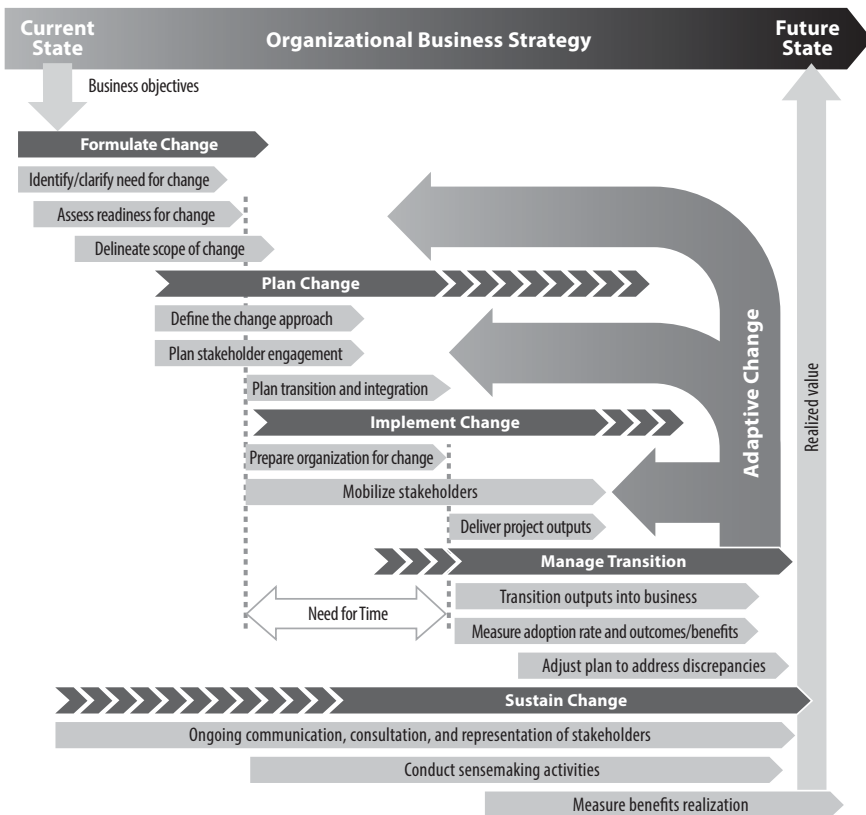 Current
State
Organizational Business Strategy
Future
State
Business objectives
Formulate Change
Identify/clarify need for change
Assess readiness for change
Delineate scope of change
Plan Change
Define the change approach
Plan stakeholder engagement
Plan transition and integration
Implement Change
Prepare organization for change
Mobilize stakeholders
Deliver project outputs
Adaptive Change
Realized value
Manage Transition
Transition outputs into business
Need for Time
Measure adoption rate and outcomes/benefits
Adjust plan to address discrepancies
Sustain Change
Ongoing communication, consultation, and representation of stakeholders
Conduct sensemaking activities
Measure benefits realization